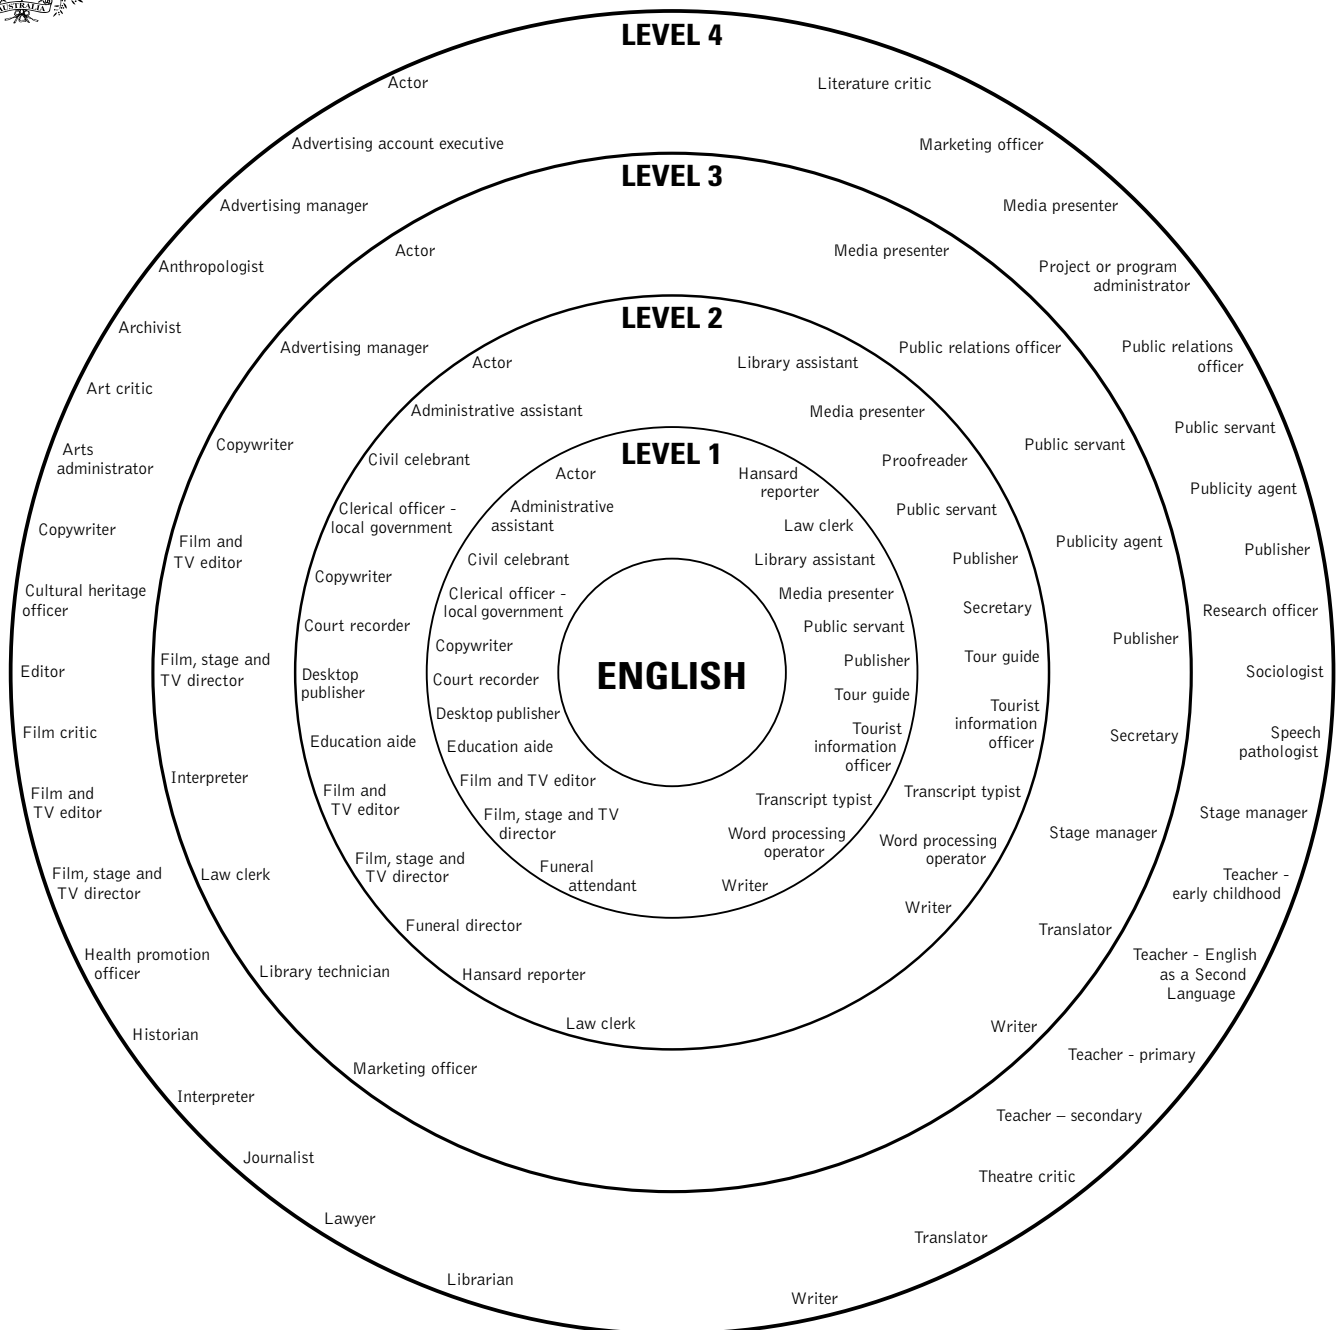 AUSTRALIA
LEVEL 4
Actor
Advertising account executive
Advertising manager
Anthropologist
Archivist
Art critic
Arts
administrator
Copywriter
Cultural heritage
officer
Editor
Film critic
Film and
TV editor
Film, stage and
TV director
Health promotion
officer
Historian
Interpreter
Journalist
Lawyer
Librarian
Literature critic
Marketing officer
Media presenter
Project or program
administrator
Public relations
officer
Public servant
Publicity agent
Publisher
Research officer
Sociologist
Speech
pathologist
Stage manager
Teacher -
early childhood
Teacher - English
as a Second
Language
Teacher - primary
Teacher – secondary
Theatre critic
Translator
Writer
LEVEL 3
Actor
Advertising manager
Copywriter
Film and
TV editor
Film, stage and
TV director
Interpreter
Law clerk
Library technician
Marketing officer
Media presenter
Public relations officer
Public servant
Publicity agent
Publisher
Secretary
Stage manager
Translator
Writer
LEVEL 2
Actor
Administrative assistant
Civil celebrant
Clerical officer -
local government
Copywriter
Court recorder
Desktop
publisher
Education aide
Film and
TV editor
Film, stage and
TV director
Funeral director
Hansard reporter
Law clerk
Library assistant
Media presenter
Proofreader
Public servant
Publisher
Secretary
Tour guide
Tourist
information
officer
Transcript typist
Word processing
operator
Writer
LEVEL 1
Actor
Administrative
assistant
Civil celebrant
Clerical officer -
local government
Copywriter
Court recorder
Desktop publisher
Education aide
Film and TV editor
Film, stage and TV
director
Funeral
attendant
Hansard
reporter
Law clerk
Library assistant
Media presenter
Public servant
Publisher
Tour guide
Tourist
information
officer
Transcript typist
Word processing
operator
Writer
ENGLISH